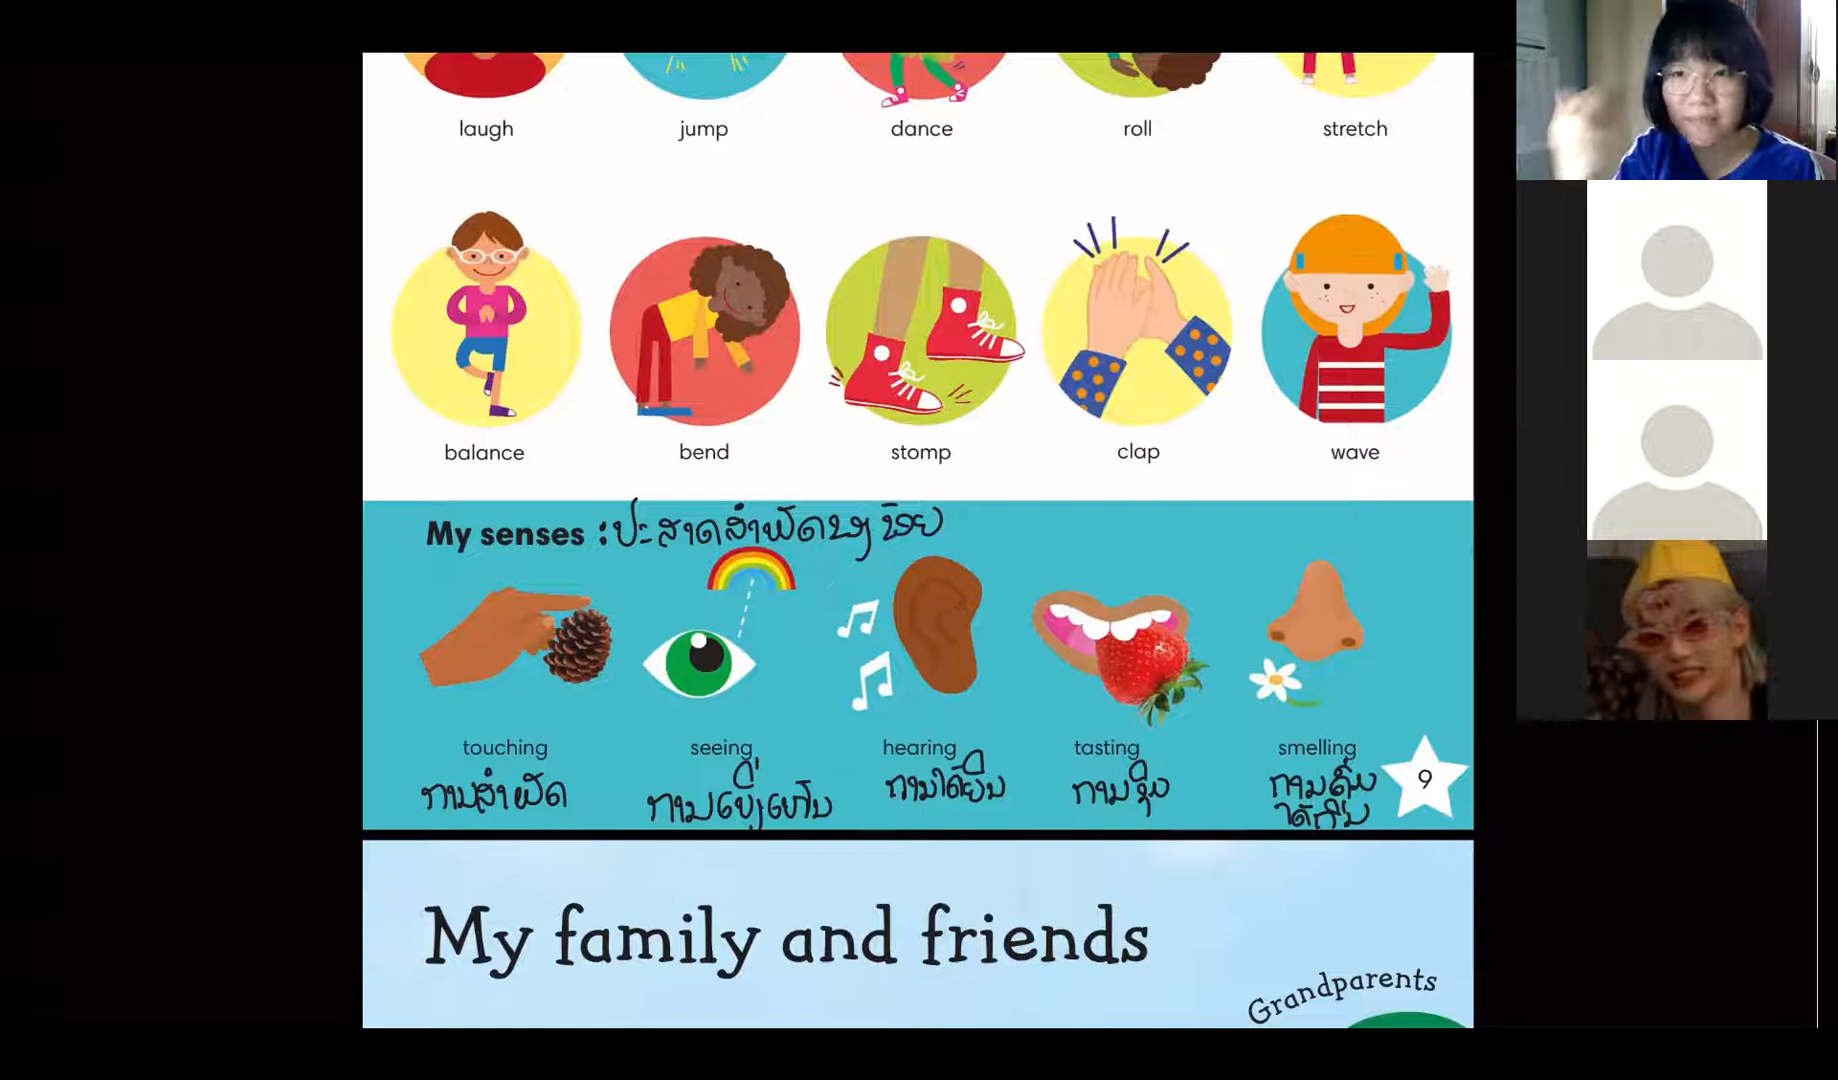 laugh jump dance roll stretch
balance bend stomp clap wave
My senses : ປະສາດສຳພັດຂອງຂ້ອຍ
touching seeing hearing tasting smelling
ການສຳພັດ ການເບິ່ງເຫັນ ການໄດ້ຍິນ ການຊີມ ການດົມ
ໄດ້ກິ່ນ
9
My family and friends
Grandparents